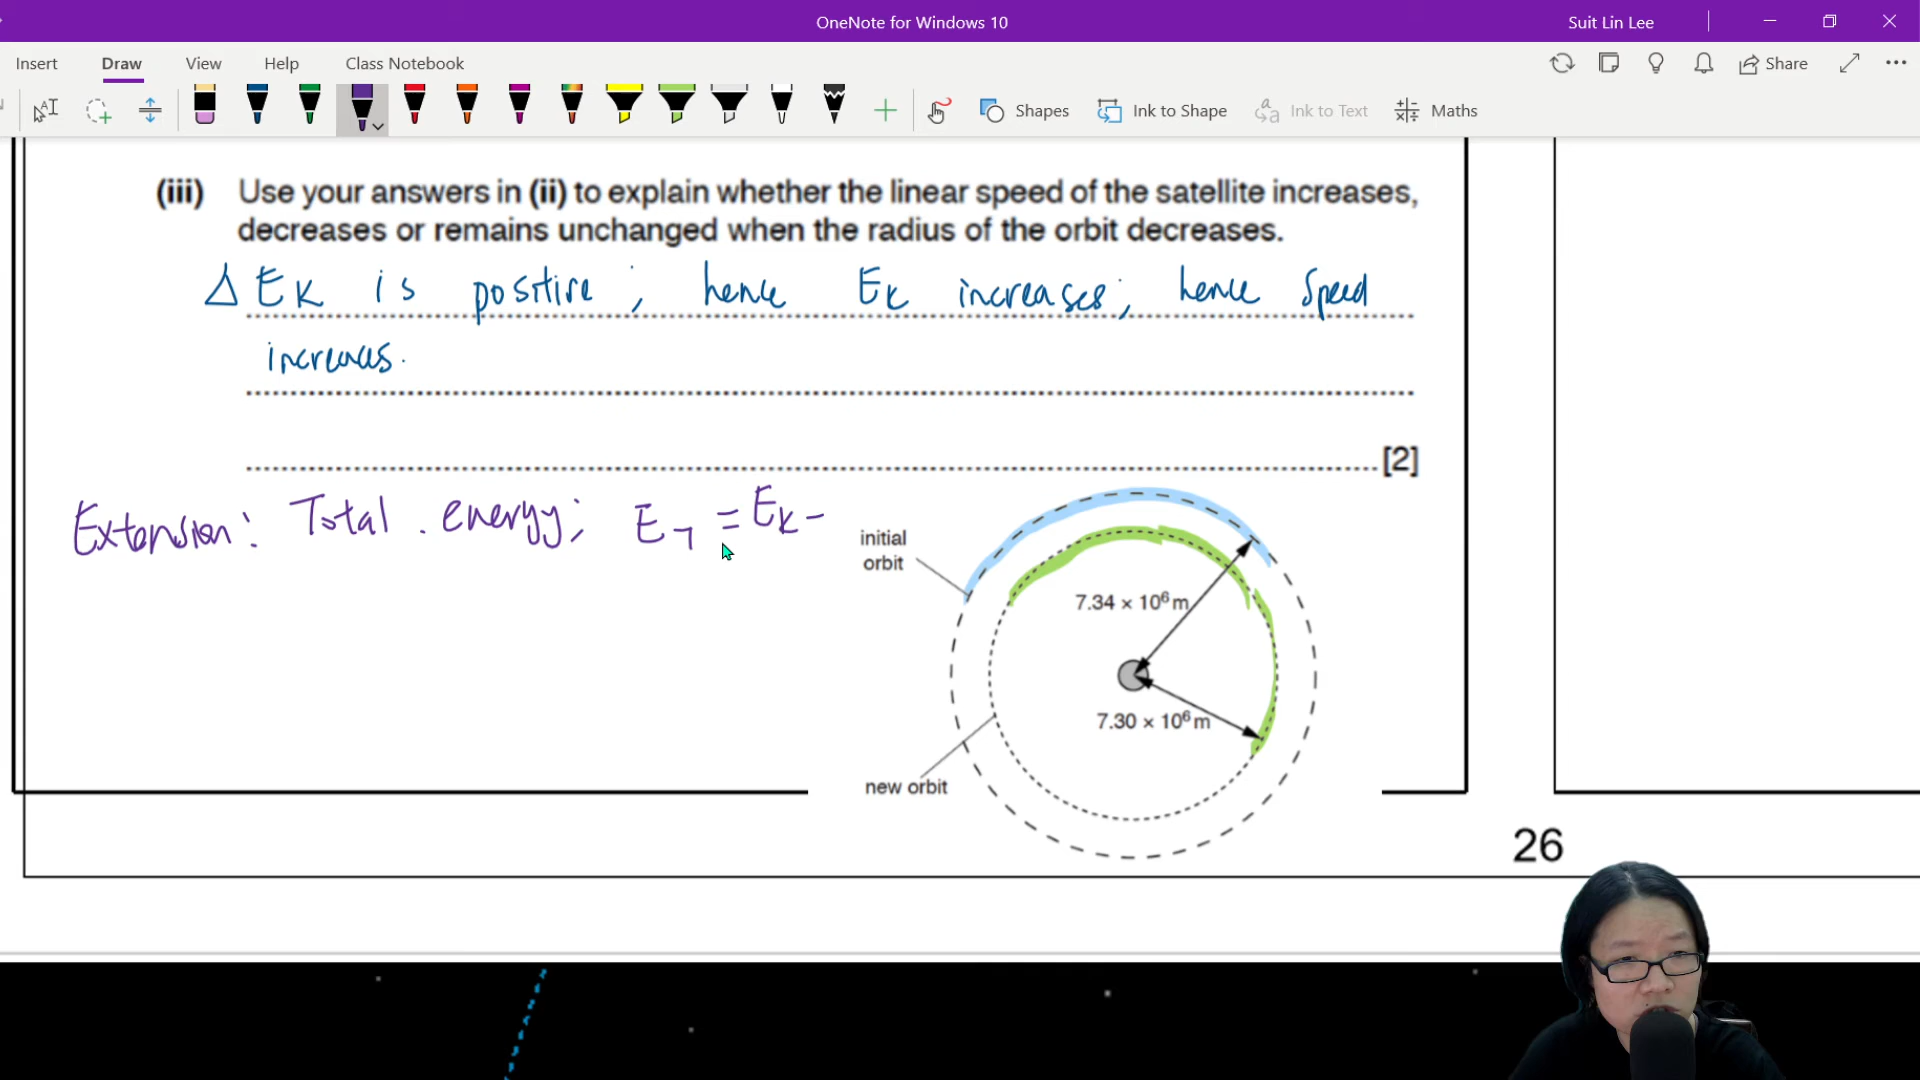 OneNote for Windows 10
Suit Lin Lee
Insert Draw View Help Class Notebook
Share
Shapes Ink to Shape Ink to Text Maths
(iii) Use your answers in (ii) to explain whether the linear speed of the satellite increases,
decreases or remains unchanged when the radius of the orbit decreases.
Δ EK is positive ; hence EK increases; hence speed
increases.
[2]
Extension: Total energy; ET = EK -
initial
orbit
7.34 × 10⁶ m
7.30 × 10⁶ m
new orbit
26